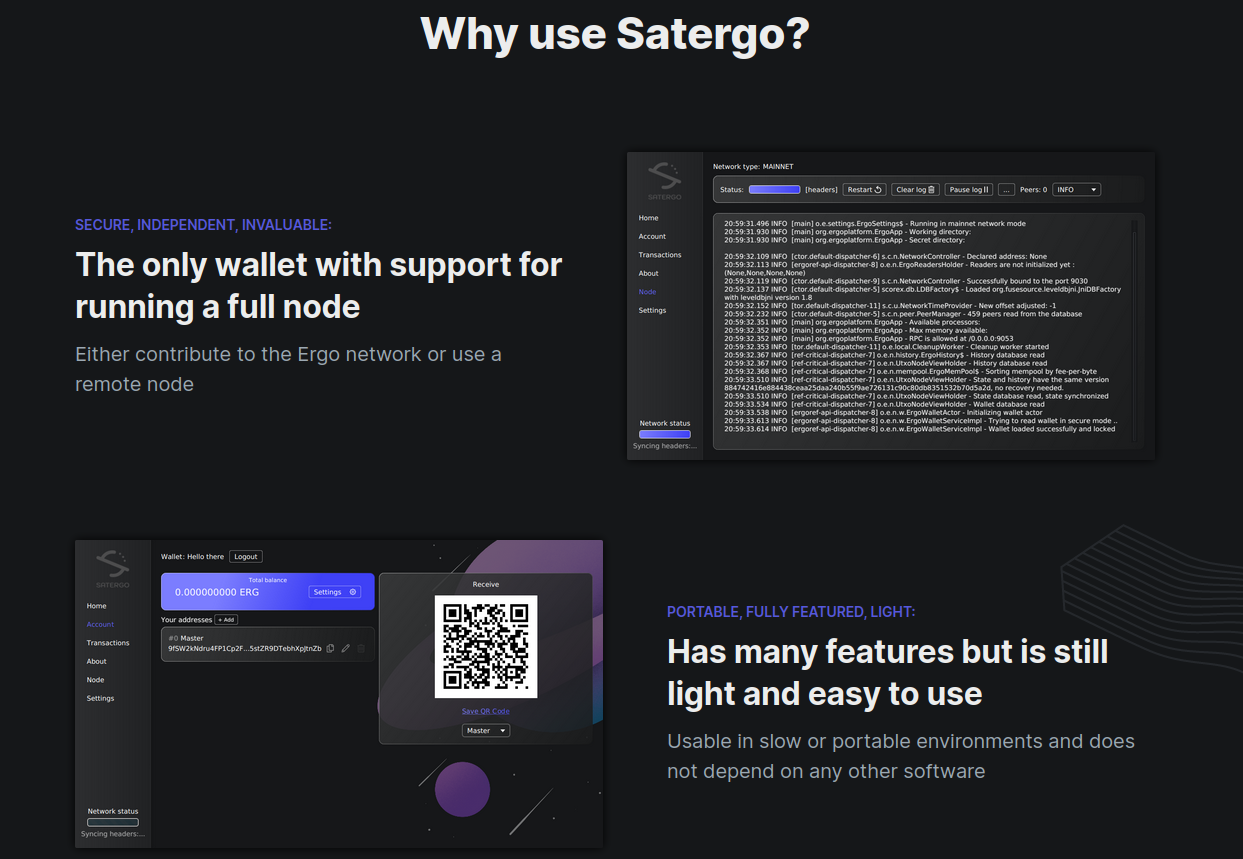 Why use Satergo?
SECURE, INDEPENDENT, INVALUABLE:
The only wallet with support for
running a full node
Either contribute to the Ergo network or use a
remote node
SATERGO
Home
Account
Transactions
About
Node
Settings
Network status
Syncing headers:...
Network type: MAINNET
Status: [headers] Restart Clear log Pause log ... Peers: 0 INFO
20:59:31.496 INFO [main] o.e.settings.ErgoSettings$ - Running in mainnet network mode
20:59:31.930 INFO [main] org.ergoplatform.ErgoApp - Working directory:
20:59:31.930 INFO [main] org.ergoplatform.ErgoApp - Secret directory:
20:59:32.109 INFO [ctor.default-dispatcher-6] s.c.n.NetworkController - Declared address: None
20:59:32.113 INFO [ergoref-api-dispatcher-8] o.e.n.ErgoReadersHolder - Readers are not initialized yet :
(None,None,None,None)
20:59:32.119 INFO [ctor.default-dispatcher-9] s.c.n.NetworkController - Successfully bound to the port 9030
20:59:32.137 INFO [ctor.default-dispatcher-5] scorex.db.LDBFactory$ - Loaded org.fusesource.leveldbjni.JniDBFactory
with leveldbjni version 1.8
20:59:32.152 INFO [tor.default-dispatcher-11] s.c.u.NetworkTimeProvider - New offset adjusted: -1
20:59:32.232 INFO [ctor.default-dispatcher-5] s.c.n.peer.PeerManager - 459 peers read from the database
20:59:32.351 INFO [main] org.ergoplatform.ErgoApp - Available processors:
20:59:32.352 INFO [main] org.ergoplatform.ErgoApp - Max memory available:
20:59:32.352 INFO [main] org.ergoplatform.ErgoApp - RPC is allowed at /0.0.0.0:9053
20:59:32.353 INFO [tor.default-dispatcher-11] o.e.local.CleanupWorker - Cleanup worker started
20:59:32.367 INFO [ref-critical-dispatcher-7] o.e.n.history.ErgoHistory$ - History database read
20:59:32.367 INFO [ref-critical-dispatcher-7] o.e.n.UtxoNodeViewHolder - History database read
20:59:32.368 INFO [ref-critical-dispatcher-7] o.e.n.mempool.ErgoMemPool$ - Sorting mempool by fee-per-byte
20:59:33.510 INFO [ref-critical-dispatcher-7] o.e.n.UtxoNodeViewHolder - State and history have the same version
884742416e884438ceaa25daa240b55f9ae726131c90c80db8351532b70d5a2d, no recovery needed.
20:59:33.510 INFO [ref-critical-dispatcher-7] o.e.n.UtxoNodeViewHolder - State database read, state synchronized
20:59:33.534 INFO [ref-critical-dispatcher-7] o.e.n.UtxoNodeViewHolder - Wallet database read
20:59:33.538 INFO [ergoref-api-dispatcher-8] o.e.n.w.ErgoWalletActor - Initializing wallet actor
20:59:33.613 INFO [ergoref-api-dispatcher-8] o.e.n.w.ErgoWalletServiceImpl - Trying to read wallet in secure mode ..
20:59:33.614 INFO [ergoref-api-dispatcher-8] o.e.n.w.ErgoWalletServiceImpl - Wallet loaded successfully and locked
SATERGO
Home
Account
Transactions
About
Node
Settings
Network status
Syncing headers:...
Wallet: Hello there Logout
Total balance
0.000000000 ERG Settings
Your addresses + Add
#0 Master
9fSW2kNdru4FP1Cp2F...5stZR9DTebhXpJtnZb
Receive
Save QR Code
Master
PORTABLE, FULLY FEATURED, LIGHT:
Has many features but is still
light and easy to use
Usable in slow or portable environments and does
not depend on any other software